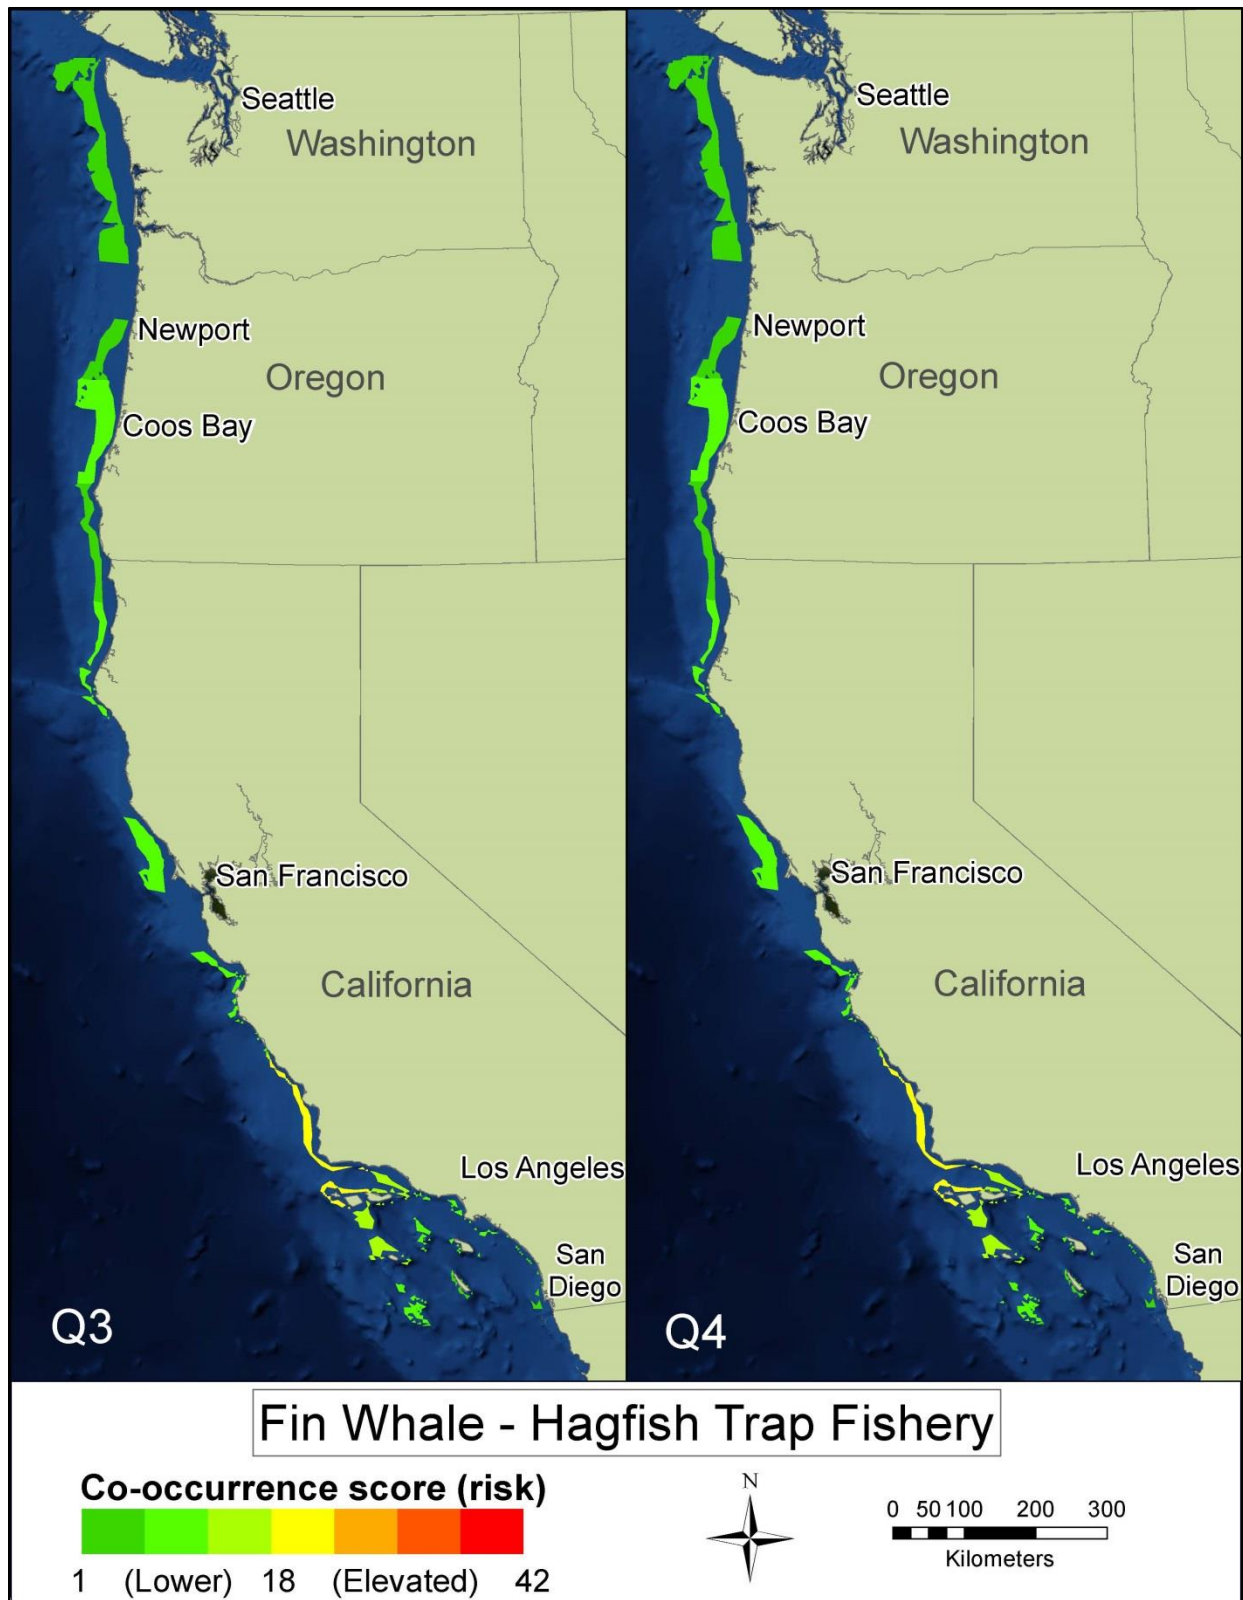 Seattle
Washington
Newport
Oregon
Coos Bay
San Francisco
California
Los Angeles
San
Diego
Q3
Seattle
Washington
Newport
Oregon
Coos Bay
San Francisco
California
Los Angeles
San
Diego
Q4
Fin Whale - Hagfish Trap Fishery
Co-occurrence score (risk)
1 (Lower) 18 (Elevated) 42
N
0 50 100 200 300
Kilometers